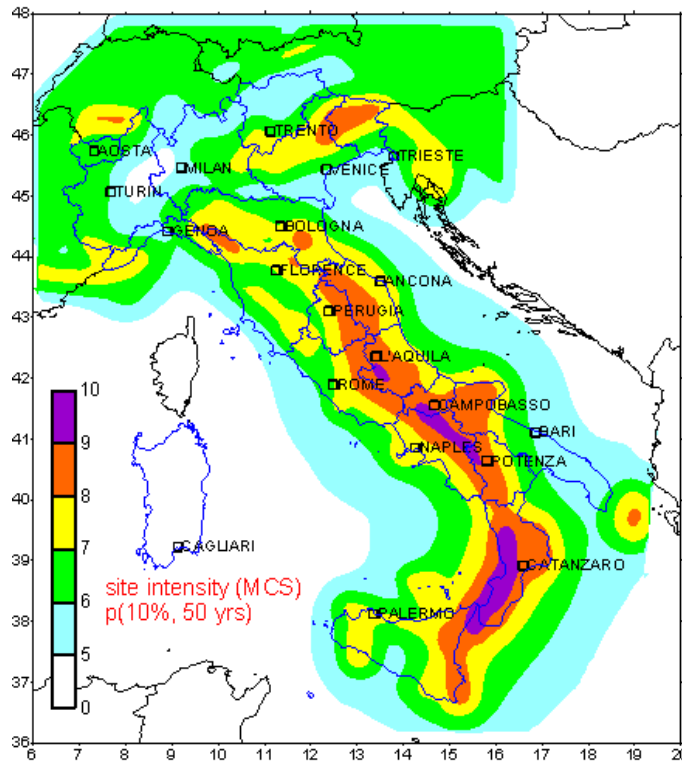 48
47
46
45
44
43
42
41
40
39
38
37
36
TRENTO
AOSTA
MILAN
VENICE
TRIESTE
TURIN
GENOA
BOLOGNA
FLORENCE
ANCONA
PERUGIA
L'AQUILA
ROME
CAMPOBASSO
BARI
NAPLES
POTENZA
CAGLIARI
CATANZARO
PALERMO
10
9
8
7
6
5
0
site intensity (MCS)
p(10%, 50 yrs)
6 7 8 9 10 11 12 13 14 15 16 17 18 19 20